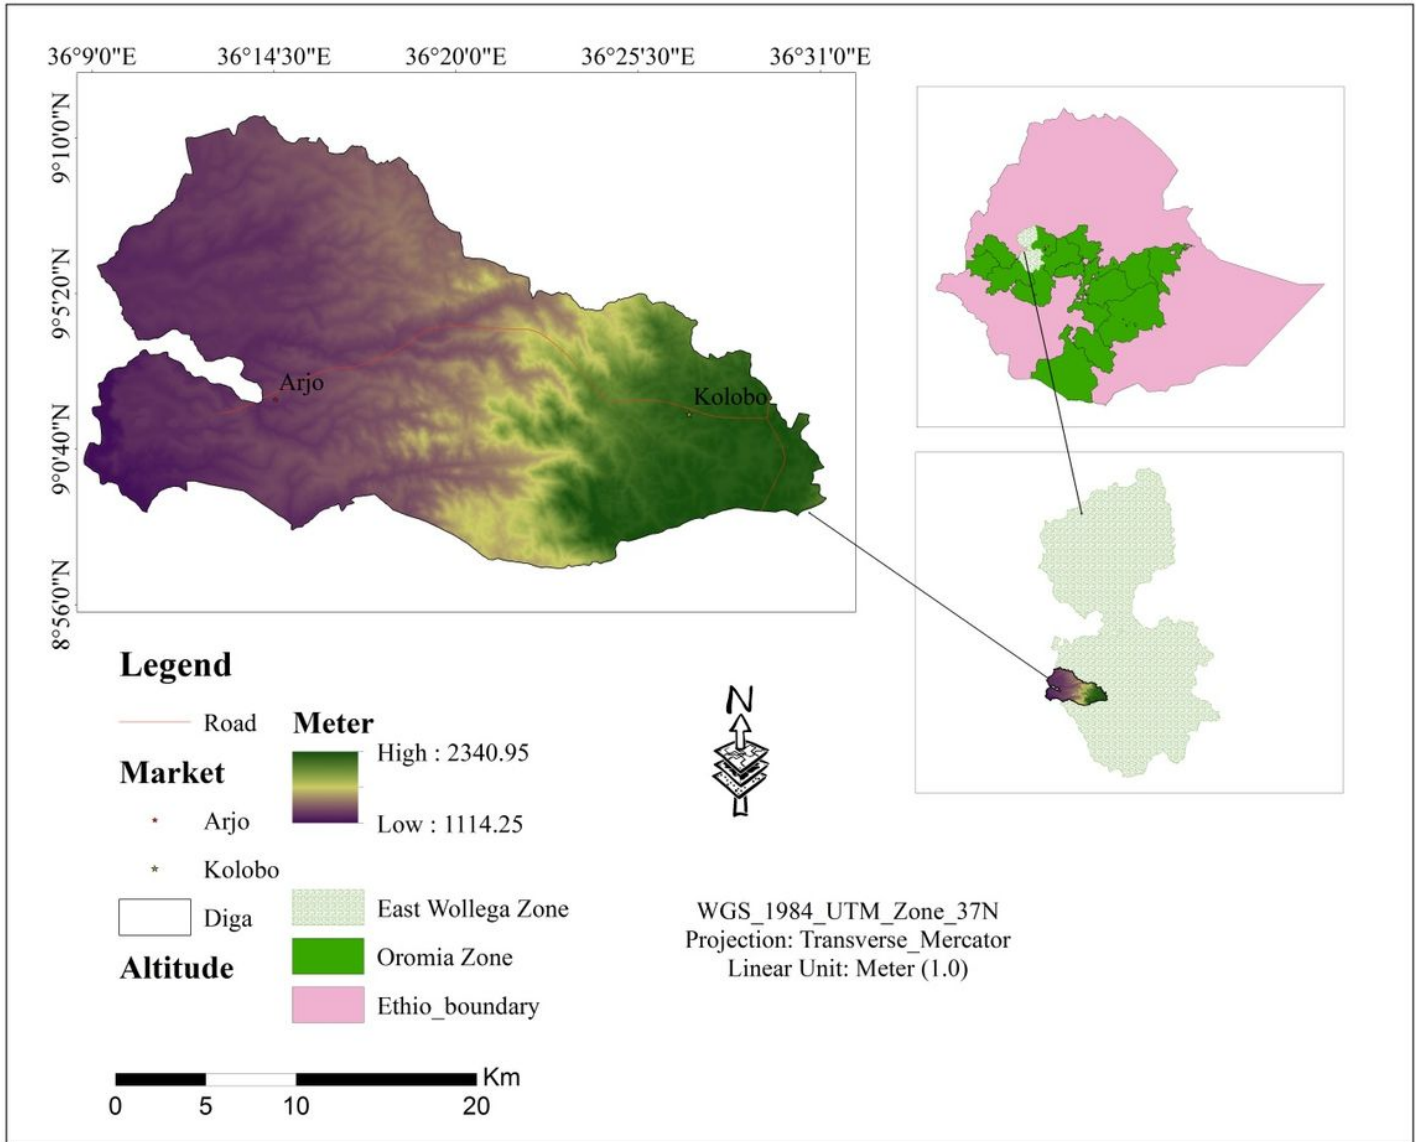 36°9'0"E 36°14'30"E 36°20'0"E 36°25'30"E 36°31'0"E
9°10'0"N
9°5'20"N
9°0'40"N
8°56'0"N
Arjo
Kolobo
Legend
Road
Market
Arjo
Kolobo
Diga
Altitude
Meter
High : 2340.95
Low : 1114.25
East Wollega Zone
Oromia Zone
Ethio_boundary
N
WGS_1984_UTM_Zone_37N
Projection: Transverse_Mercator
Linear Unit: Meter (1.0)
Km
0 5 10 20